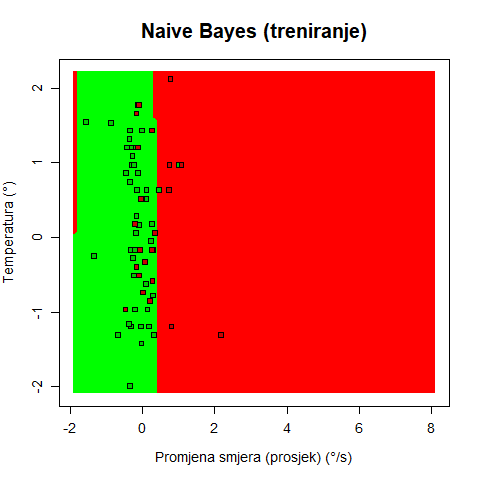 Naive Bayes (treniranje)
Temperatura (°)
2
1
0
-1
-2
-2 0 2 4 6 8
Promjena smjera (prosjek) (°/s)